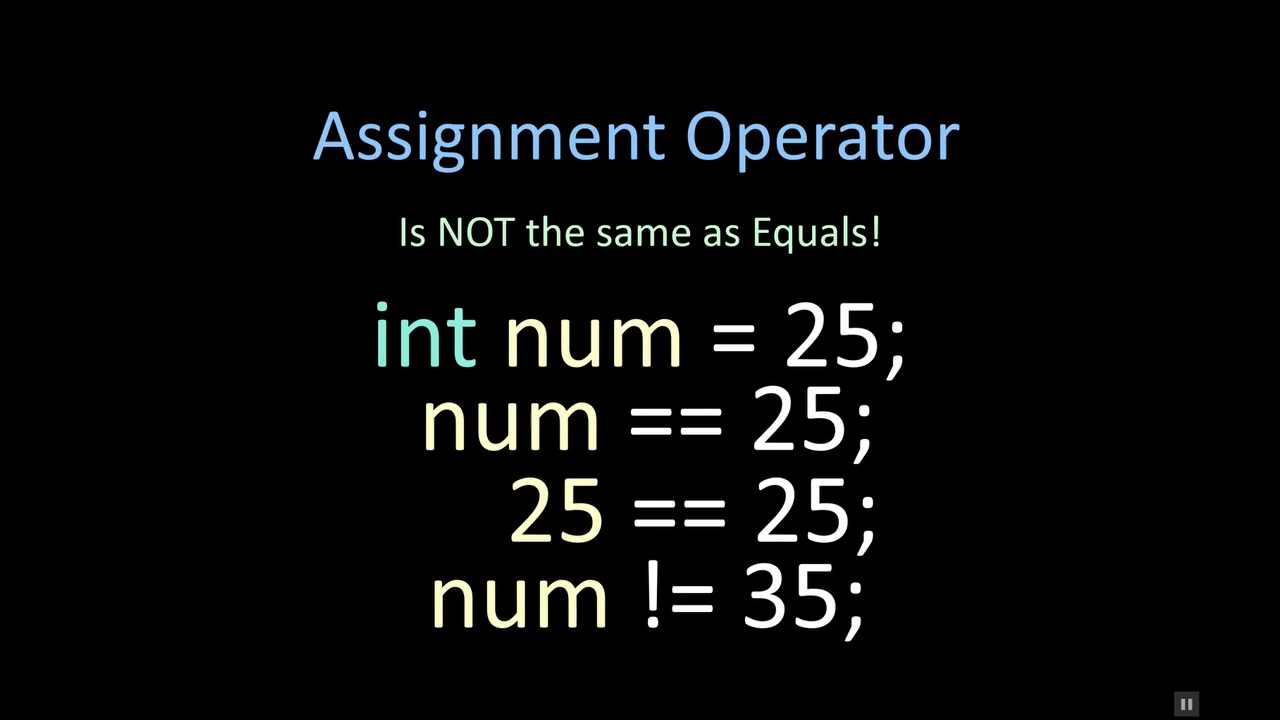 Assignment Operator
Is NOT the same as Equals!
int num = 25;
num == 25;
25 == 25;
num != 35;